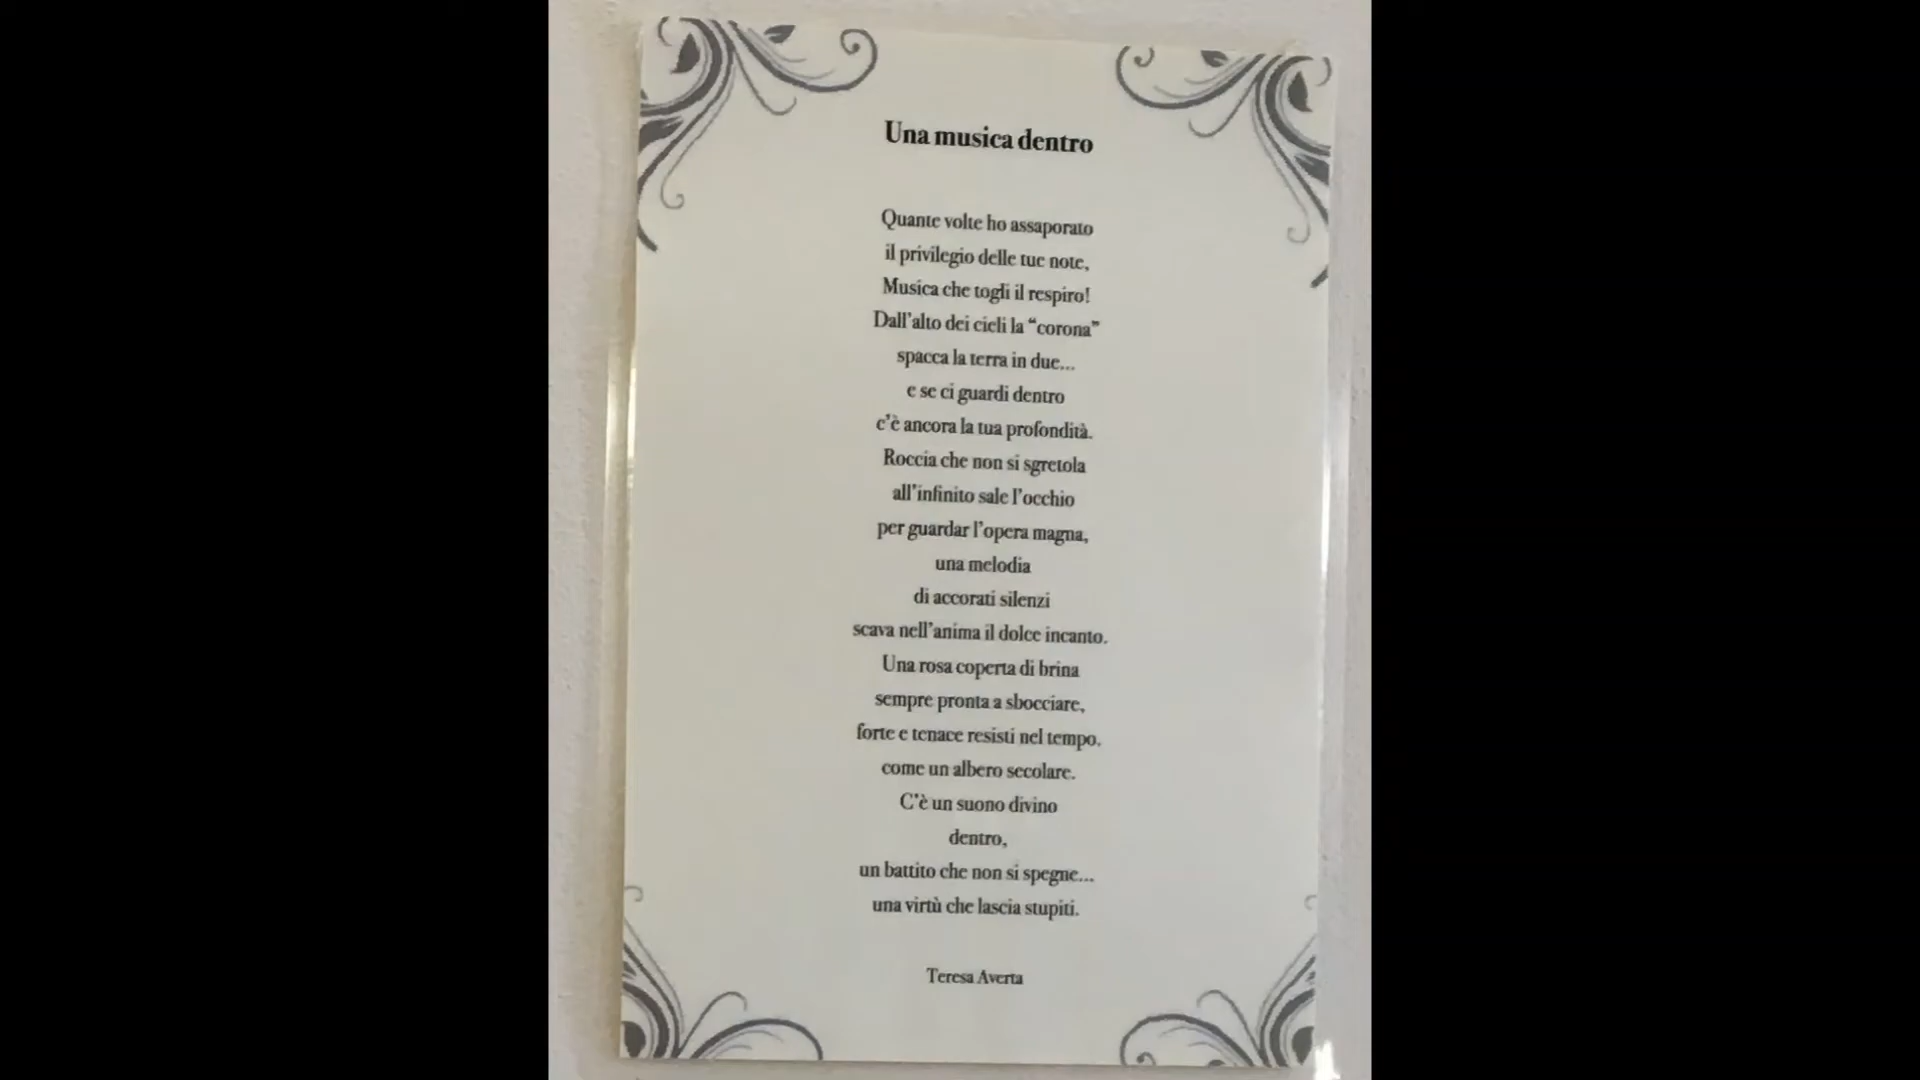 Una musica dentro
Quante volte ho assaporato
il privilegio delle tue note,
Musica che togli il respiro!
Dall'alto dei cieli la “corona”
spacca la terra in due...
e se ci guardi dentro
c'è ancora la tua profondità.
Roccia che non si sgretola
all'infinito sale l'occhio
per guardar l'opera magna,
una melodia
di accorati silenzi
scava nell'anima il dolce incanto.
Una rosa coperta di brina
sempre pronta a sbocciare,
forte e tenace resisti nel tempo.
come un albero secolare.
C'è un suono divino
dentro,
un battito che non si spegne...
una virtù che lascia stupiti.
Teresa Averta